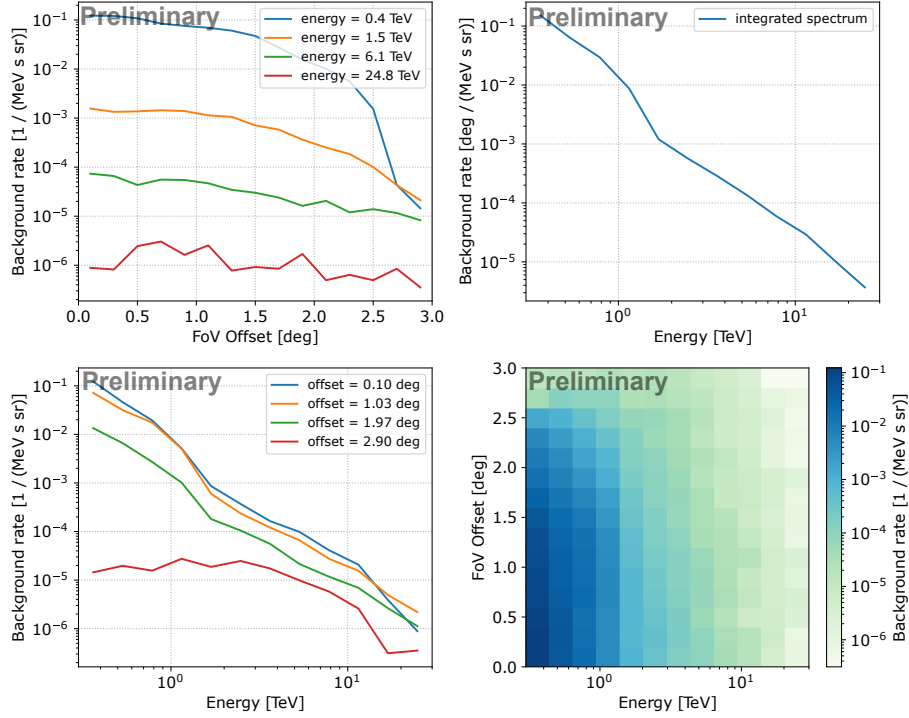 Preliminary
energy = 0.4 TeV
energy = 1.5 TeV
energy = 6.1 TeV
energy = 24.8 TeV
Background rate [1 / (MeV s sr)]
10⁻¹
10⁻²
10⁻³
10⁻⁴
10⁻⁵
10⁻⁶
0.0 0.5 1.0 1.5 2.0 2.5 3.0
FoV Offset [deg]
Preliminary
integrated spectrum
Background rate [deg / (MeV s sr)]
10⁻¹
10⁻²
10⁻³
10⁻⁴
10⁻⁵
10⁰ 10¹
Energy [TeV]
Preliminary
offset = 0.10 deg
offset = 1.03 deg
offset = 1.97 deg
offset = 2.90 deg
Background rate [1 / (MeV s sr)]
10⁻¹
10⁻²
10⁻³
10⁻⁴
10⁻⁵
10⁻⁶
10⁰ 10¹
Energy [TeV]
Preliminary
FoV Offset [deg]
3.0
2.5
2.0
1.5
1.0
0.5
0.0
10⁰ 10¹
Energy [TeV]
10⁻¹
10⁻²
10⁻³
10⁻⁴
10⁻⁵
10⁻⁶
Background rate [1 / (MeV s sr)]